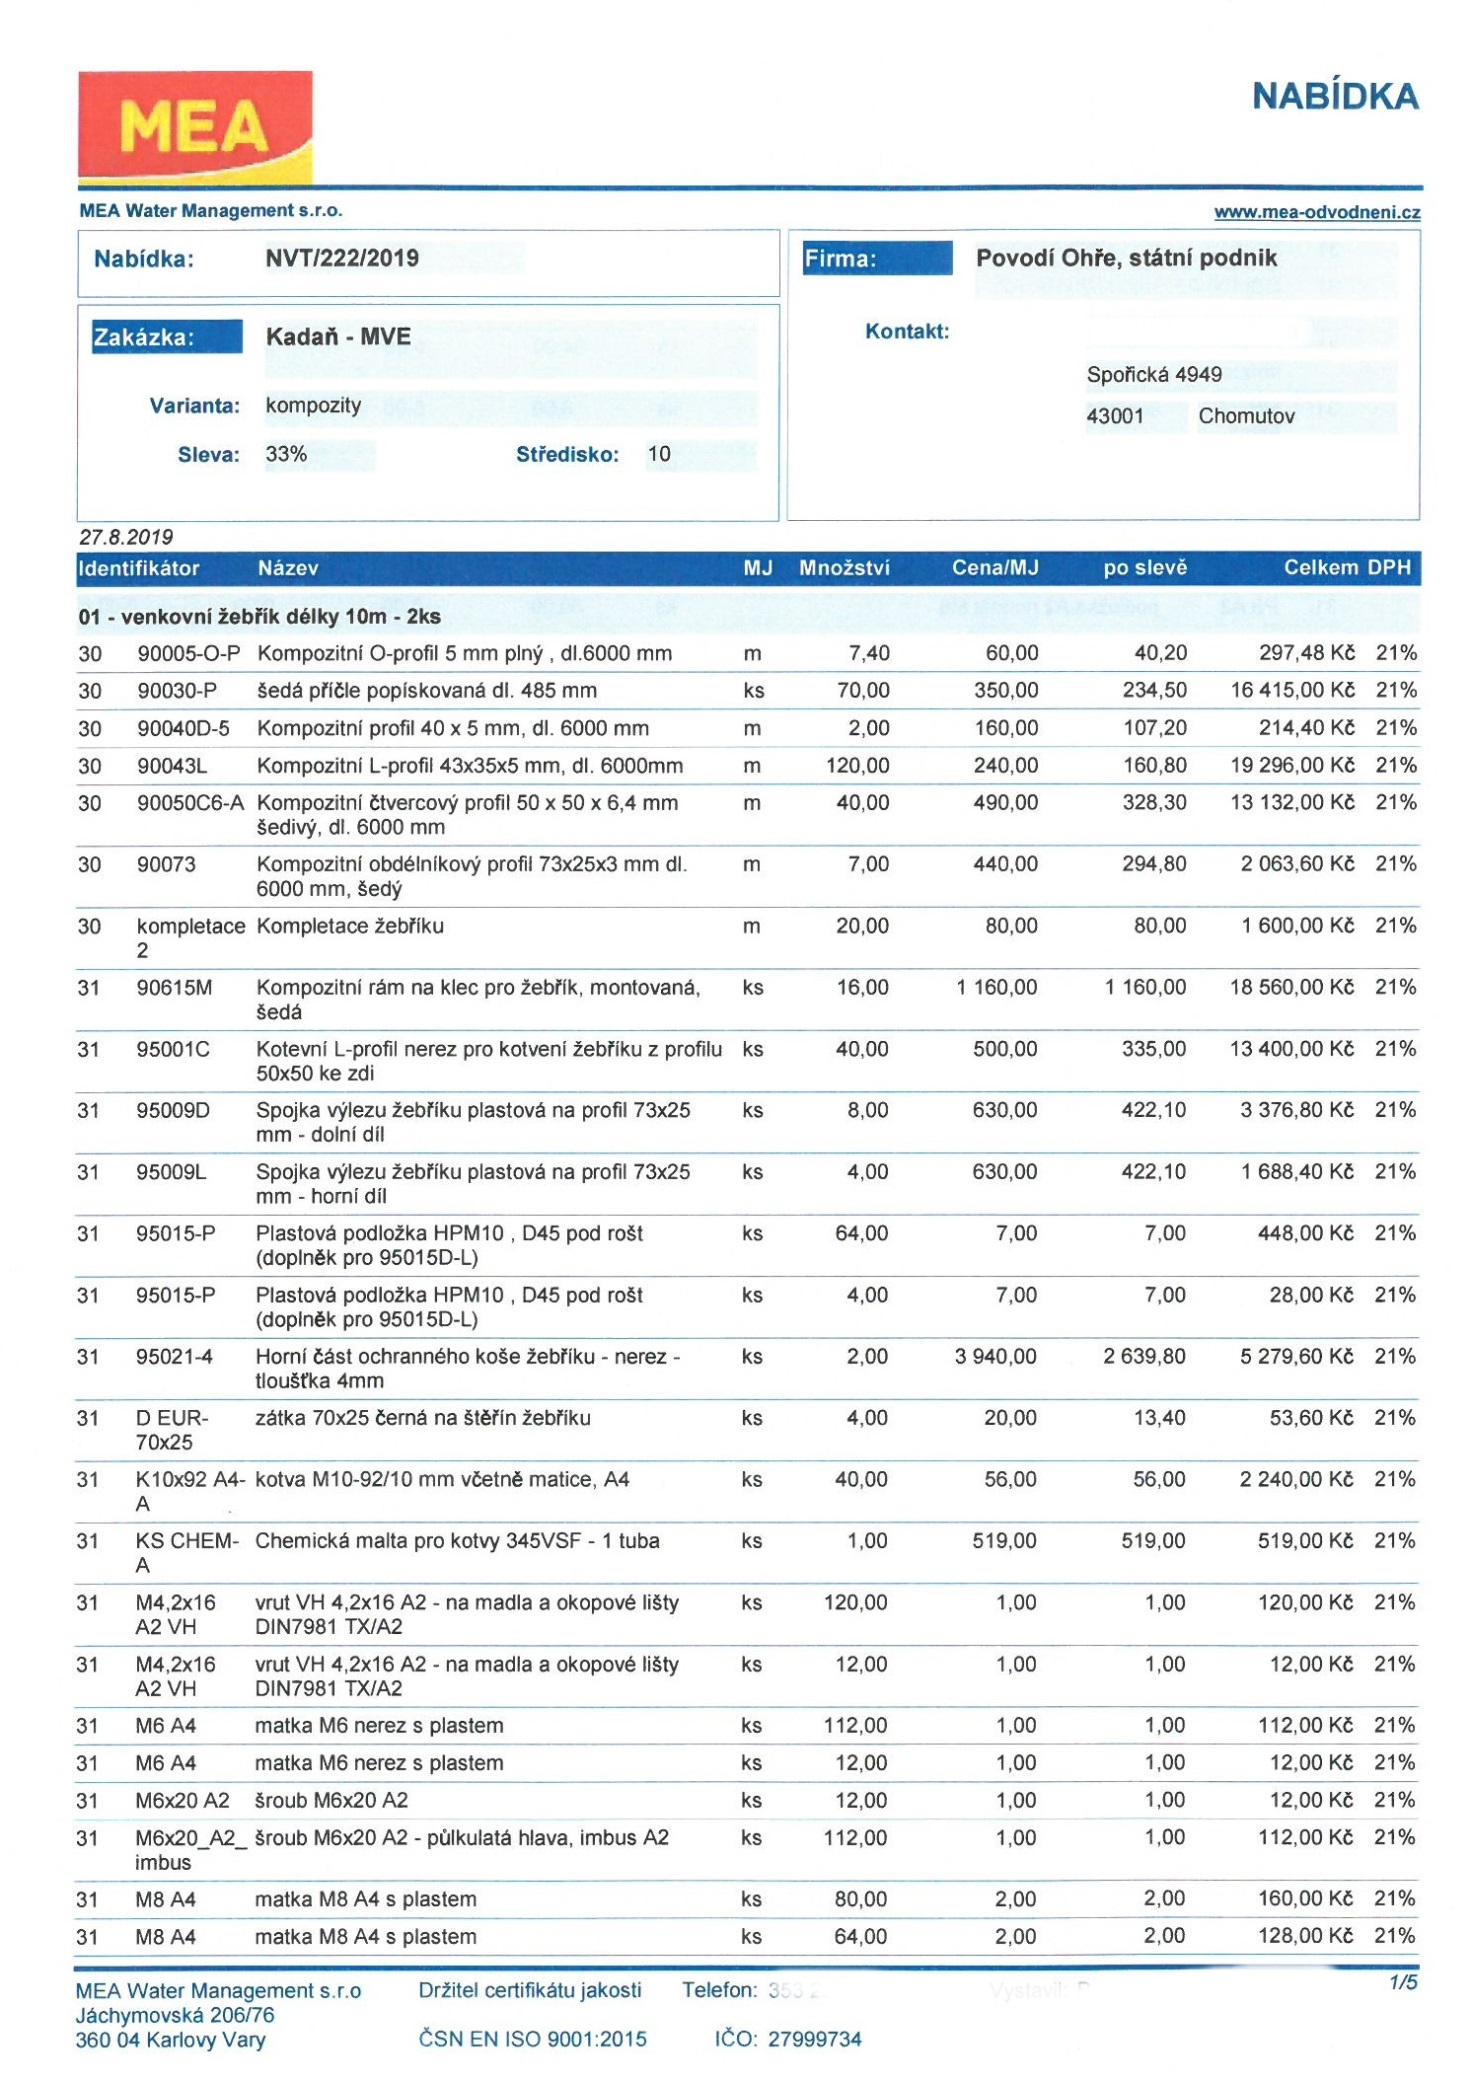 MEA
NABÍDKA
MEA Water Management s.r.o.
www.mea-odvodneni.cz
Nabídka: NVT/222/2019
Firma: Povodí Ohře, státní podnik
Zakázka: Kadaň - MVE
Kontakt:
Spořická 4949
Varianta: kompozity
43001 Chomutov
Sleva: 33% Středisko: 10
27.8.2019
Identifikátor Název MJ Množství Cena/MJ po slevě Celkem DPH
01 - venkovní žebřík délky 10m - 2ks
30 90005-O-P Kompozitní O-profil 5 mm plný , dl.6000 mm m 7,40 60,00 40,20 297,48 Kč 21%
30 90030-P šedá příčle popískovaná dl. 485 mm ks 70,00 350,00 234,50 16 415,00 Kč 21%
30 90040D-5 Kompozitní profil 40 x 5 mm, dl. 6000 mm m 2,00 160,00 107,20 214,40 Kč 21%
30 90043L Kompozitní L-profil 43x35x5 mm, dl. 6000mm m 120,00 240,00 160,80 19 296,00 Kč 21%
30 90050C6-A Kompozitní čtvercový profil 50 x 50 x 6,4 mm m 40,00 490,00 328,30 13 132,00 Kč 21%
šedivý, dl. 6000 mm
30 90073 Kompozitní obdélníkový profil 73x25x3 mm dl. m 7,00 440,00 294,80 2 063,60 Kč 21%
6000 mm, šedý
30 kompletace Kompletace žebříku m 20,00 80,00 80,00 1 600,00 Kč 21%
2
31 90615M Kompozitní rám na klec pro žebřík, montovaná, ks 16,00 1 160,00 1 160,00 18 560,00 Kč 21%
šedá
31 95001C Kotevní L-profil nerez pro kotvení žebříku z profilu ks 40,00 500,00 335,00 13 400,00 Kč 21%
50x50 ke zdi
31 95009D Spojka výlezu žebříku plastová na profil 73x25 ks 8,00 630,00 422,10 3 376,80 Kč 21%
mm - dolní díl
31 95009L Spojka výlezu žebříku plastová na profil 73x25 ks 4,00 630,00 422,10 1 688,40 Kč 21%
mm - horní díl
31 95015-P Plastová podložka HPM10 , D45 pod rošt ks 64,00 7,00 7,00 448,00 Kč 21%
(doplněk pro 95015D-L)
31 95015-P Plastová podložka HPM10 , D45 pod rošt ks 4,00 7,00 7,00 28,00 Kč 21%
(doplněk pro 95015D-L)
31 95021-4 Horní část ochranného koše žebříku - nerez - ks 2,00 3 940,00 2 639,80 5 279,60 Kč 21%
tloušťka 4mm
31 D EUR- zátka 70x25 černá na štěřín žebříku ks 4,00 20,00 13,40 53,60 Kč 21%
70x25
31 K10x92 A4- kotva M10-92/10 mm včetně matice, A4 ks 40,00 56,00 56,00 2 240,00 Kč 21%
A
31 KS CHEM- Chemická malta pro kotvy 345VSF - 1 tuba ks 1,00 519,00 519,00 519,00 Kč 21%
A
31 M4,2x16 vrut VH 4,2x16 A2 - na madla a okopové lišty ks 120,00 1,00 1,00 120,00 Kč 21%
A2 VH DIN7981 TX/A2
31 M4,2x16 vrut VH 4,2x16 A2 - na madla a okopové lišty ks 12,00 1,00 1,00 12,00 Kč 21%
A2 VH DIN7981 TX/A2
31 M6 A4 matka M6 nerez s plastem ks 112,00 1,00 1,00 112,00 Kč 21%
31 M6 A4 matka M6 nerez s plastem ks 12,00 1,00 1,00 12,00 Kč 21%
31 M6x20 A2 šroub M6x20 A2 ks 12,00 1,00 1,00 12,00 Kč 21%
31 M6x20_A2_ šroub M6x20 A2 - půlkulatá hlava, imbus A2 ks 112,00 1,00 1,00 112,00 Kč 21%
imbus
31 M8 A4 matka M8 A4 s plastem ks 80,00 2,00 2,00 160,00 Kč 21%
31 M8 A4 matka M8 A4 s plastem ks 64,00 2,00 2,00 128,00 Kč 21%
1/5
MEA Water Management s.r.o Držitel certifikátu jakosti Telefon: 353 Vystavil:
Jáchymovská 206/76
360 04 Karlovy Vary ČSN EN ISO 9001:2015 IČO: 27999734